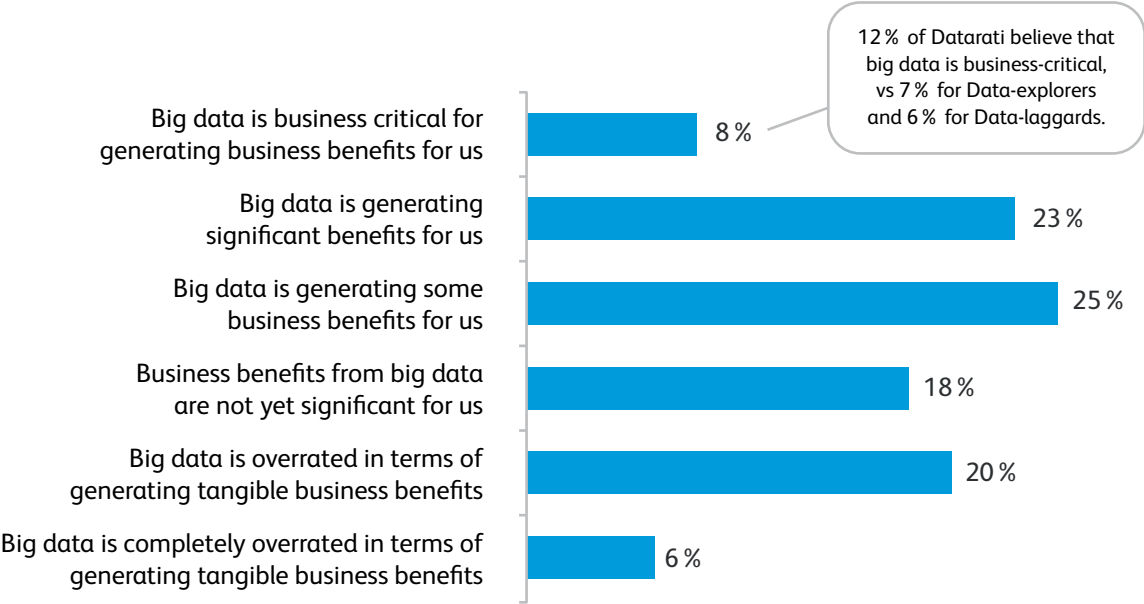 12 % of Datarati believe that
big data is business-critical,
vs 7 % for Data-explorers
and 6 % for Data-laggards.
Big data is business critical for
generating business benefits for us
8 %
Big data is generating
significant benefits for us
23 %
Big data is generating some
business benefits for us
25 %
Business benefits from big data
are not yet significant for us
18 %
Big data is overrated in terms of
generating tangible business benefits
20 %
Big data is completely overrated in terms of
generating tangible business benefits
6 %